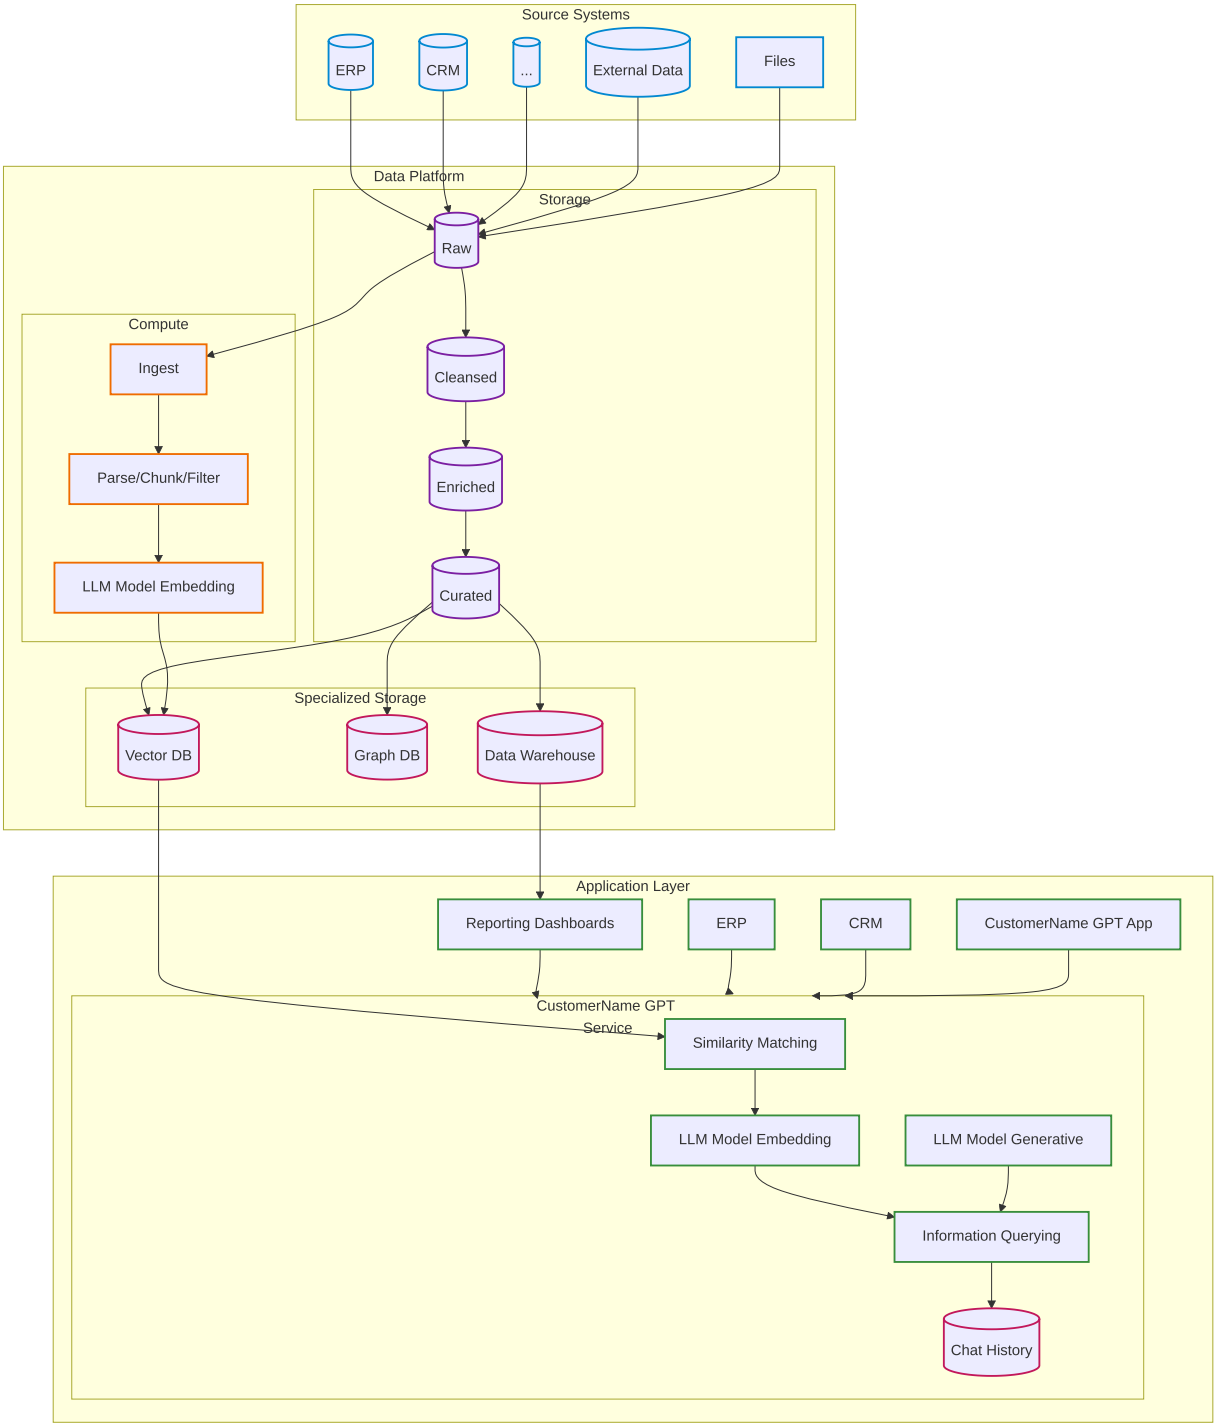 Source Systems
ERP
CRM
...
External Data
Files
Data Platform
Storage
Raw
Compute
Ingest
Cleansed
Parse/Chunk/Filter
Enriched
LLM Model Embedding
Curated
Specialized Storage
Vector DB
Graph DB
Data Warehouse
Application Layer
Reporting Dashboards
ERP
CRM
CustomerName GPT App
CustomerName GPT
Service
Similarity Matching
LLM Model Embedding
LLM Model Generative
Information Querying
Chat History